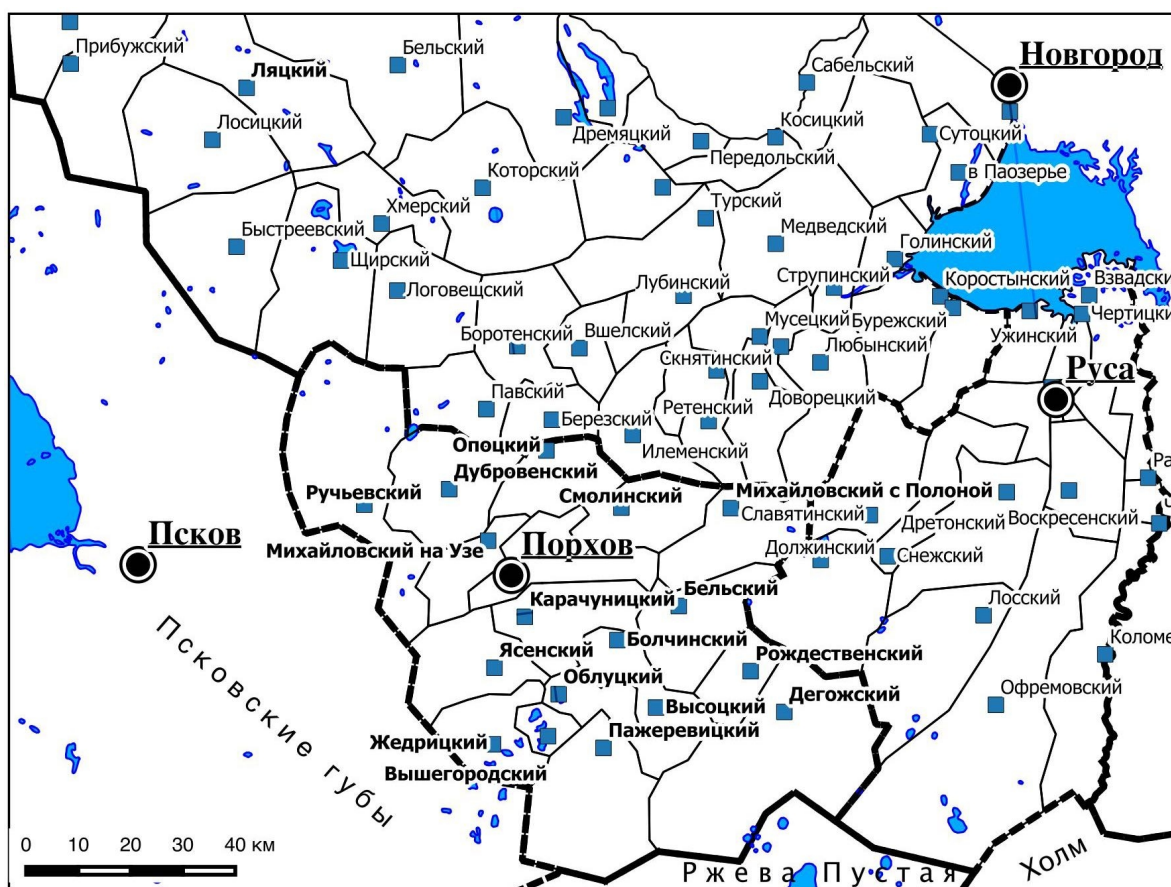 Прибужский
Бельский
Новгород
Ляцкий
Сабельский
Лосицкий
Дремяцкий
Косицкий
Сутоцкий
Передольский
Которский
в Паозерье
Хмерский
Турский
Быстреевский
Медведский
Голинский
Щирский
Струпинский
Логовещский
Лубинский
Коростынский
Взвадски
Чертицки
Боротенский
Вшелский
Мусецкий
Бурежский
Ужинский
Скнятинский
Любынский
Руса
Павский
Доворецкий
Березский
Ретенский
Опоцкий
Илеменский
Дубровенский
Ра
Ручьевский
Смолинский
Михайловский с Полоной
Славятинский
Дретонский
Воскресенский
Псков
Михайловский на Узе
Порхов
Должинский
Снежский
Карачуницкий
Бельский
Лосский
Ясенский
Болчинский
Рождественский
Коломе
Облуцкий
Офремовский
Высоцкий
Дегожский
Жедрицкий
Пажеревицкий
Вышегородский
Псковские губы
0 10 20 30 40 км
Ржева Пустая
Холм